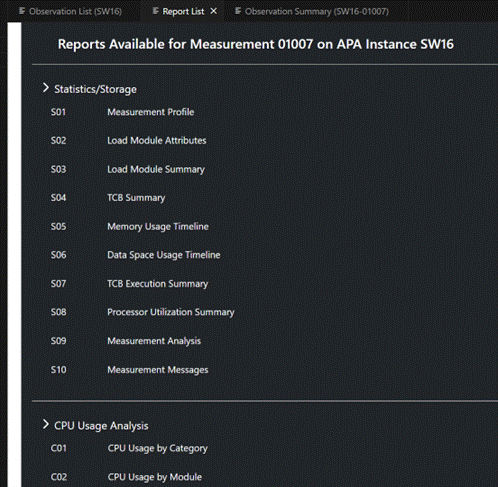 Observation List (SW16) Report List Observation Summary (SW16-01007)
Reports Available for Measurement 01007 on APA Instance SW16
Statistics/Storage
S01 Measurement Profile
S02 Load Module Attributes
S03 Load Module Summary
S04 TCB Summary
S05 Memory Usage Timeline
S06 Data Space Usage Timeline
S07 TCB Execution Summary
S08 Processor Utilization Summary
S09 Measurement Analysis
S10 Measurement Messages
CPU Usage Analysis
C01 CPU Usage by Category
C02 CPU Usage by Module